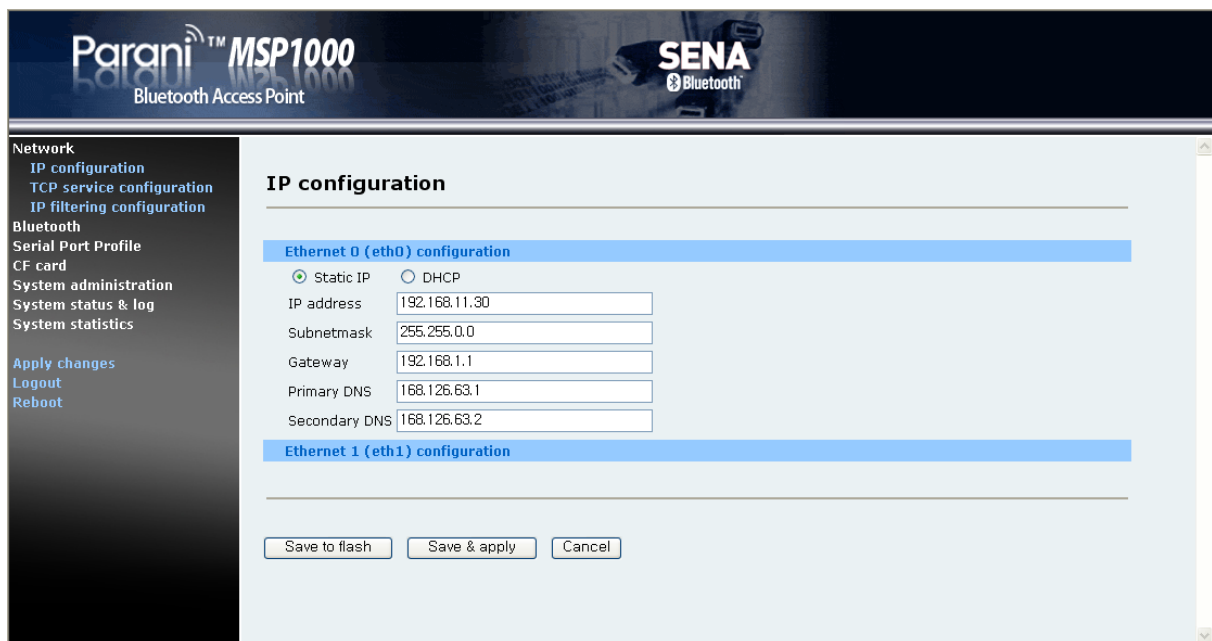 Parani™ MSP1000
Bluetooth Access Point
SENA
Bluetooth
Network
IP configuration
TCP service configuration
IP filtering configuration
Bluetooth
Serial Port Profile
CF card
System administration
System status & log
System statistics
Apply changes
Logout
Reboot
IP configuration
Ethernet 0 (eth0) configuration
Static IP DHCP
IP address 192.168.11.30
Subnetmask 255.255.0.0
Gateway 192.168.1.1
Primary DNS 168.126.63.1
Secondary DNS 168.126.63.2
Ethernet 1 (eth1) configuration
Save to flash Save & apply Cancel